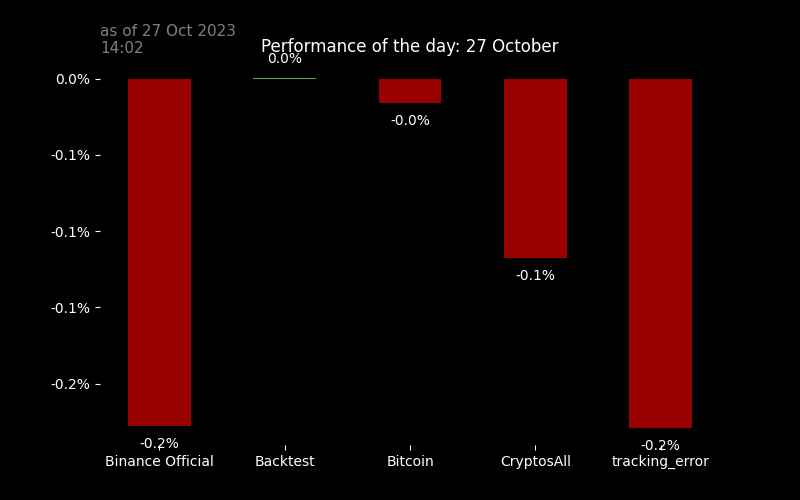 as of 27 Oct 2023
14:02
Performance of the day: 27 October
0.0%
0.0%
-0.0%
-0.1%
-0.1%
-0.1%
-0.1%
-0.2%
-0.2%
-0.2%
Binance Official
Backtest
Bitcoin
CryptosAll
tracking_error